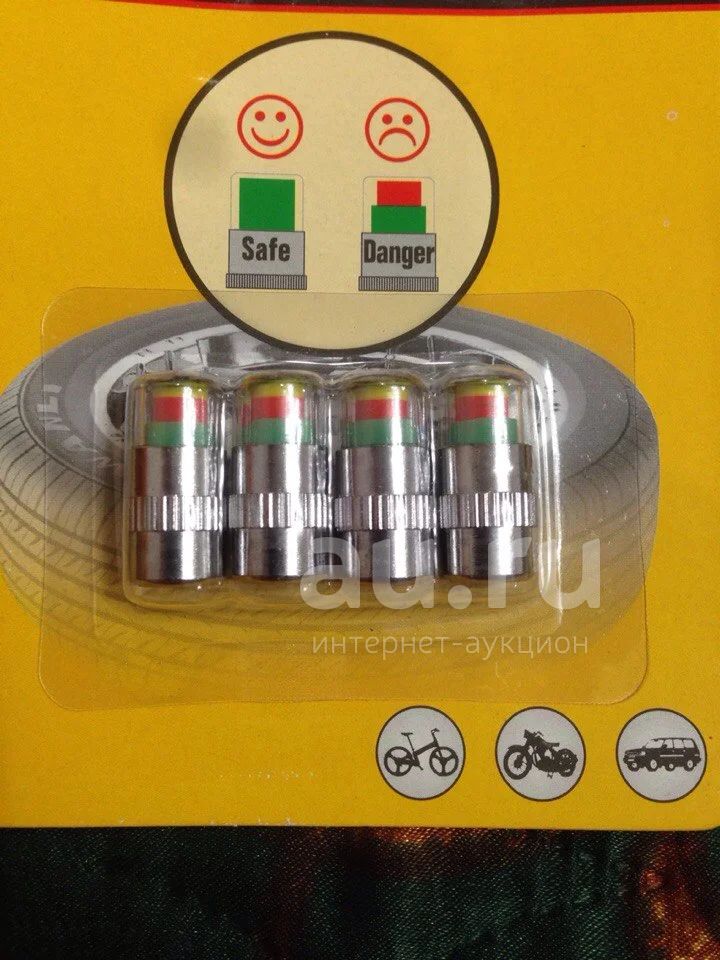 Safe
Danger
au.ru
интернет-аукцион